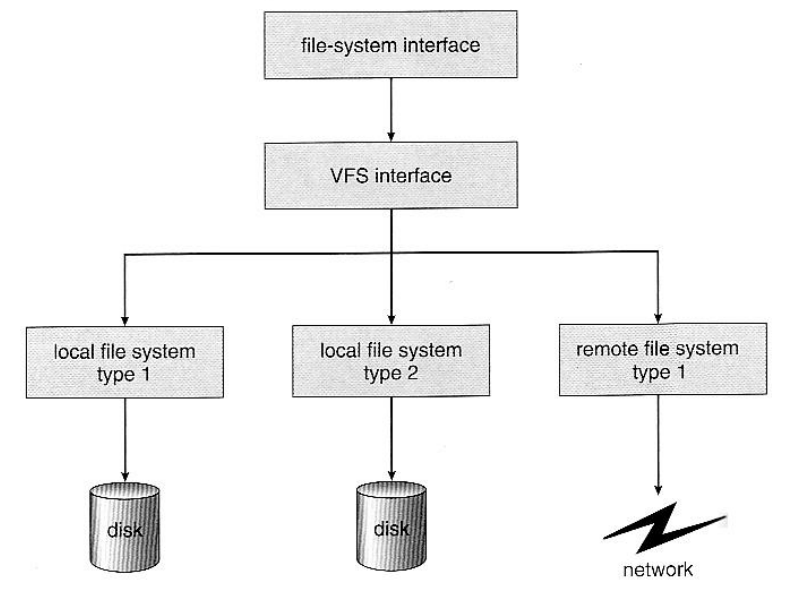 file-system interface
VFS interface
local file system
type 1
local file system
type 2
remote file system
type 1
disk
disk
network